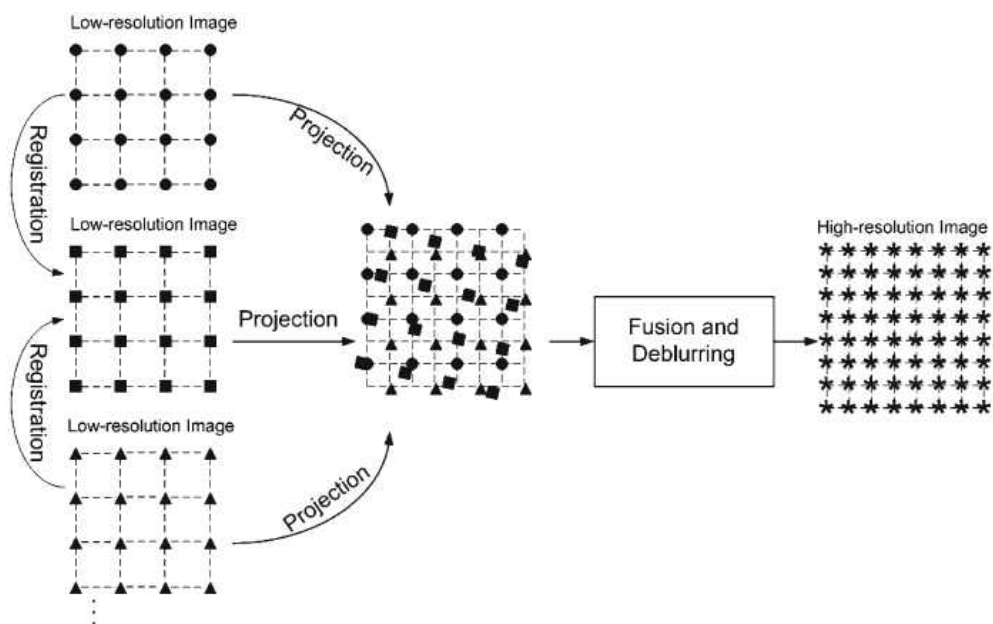 Low-resolution Image
Registration
Projection
Low-resolution Image
Registration
Projection
Low-resolution Image
Projection
Fusion and
Deblurring
High-resolution Image